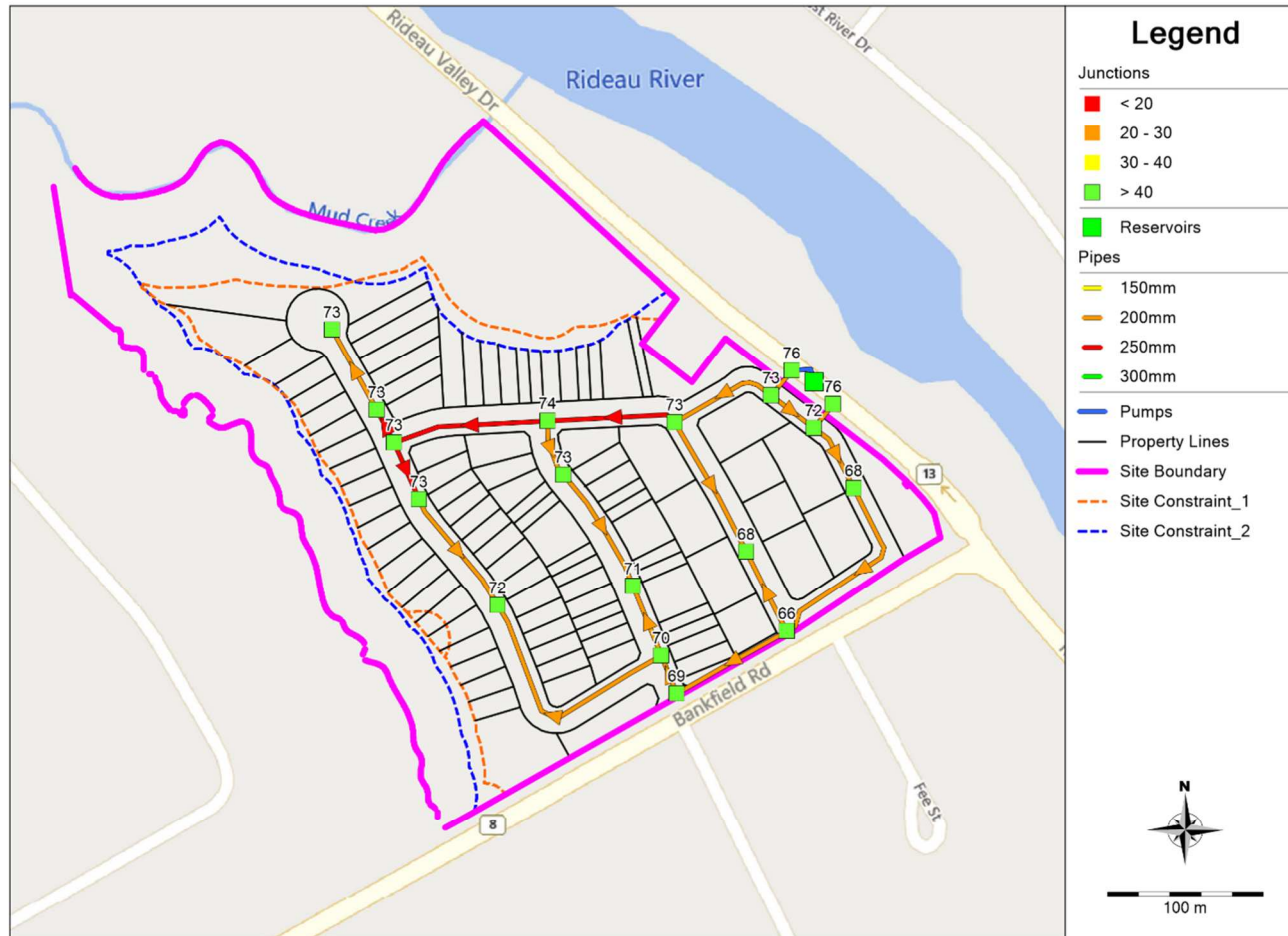 Rideau Valley Dr
Rideau River
st River Dr
Mud Creek
73
73
73
73
74
73
73
73
76
76
72
68
68
72
71
66
70
69
13
Bankfield Rd
8
Fee St
Legend
Junctions
< 20
20 - 30
30 - 40
> 40
Reservoirs
Pipes
150mm
200mm
250mm
300mm
Pumps
Property Lines
Site Boundary
Site Constraint_1
Site Constraint_2
N
100 m